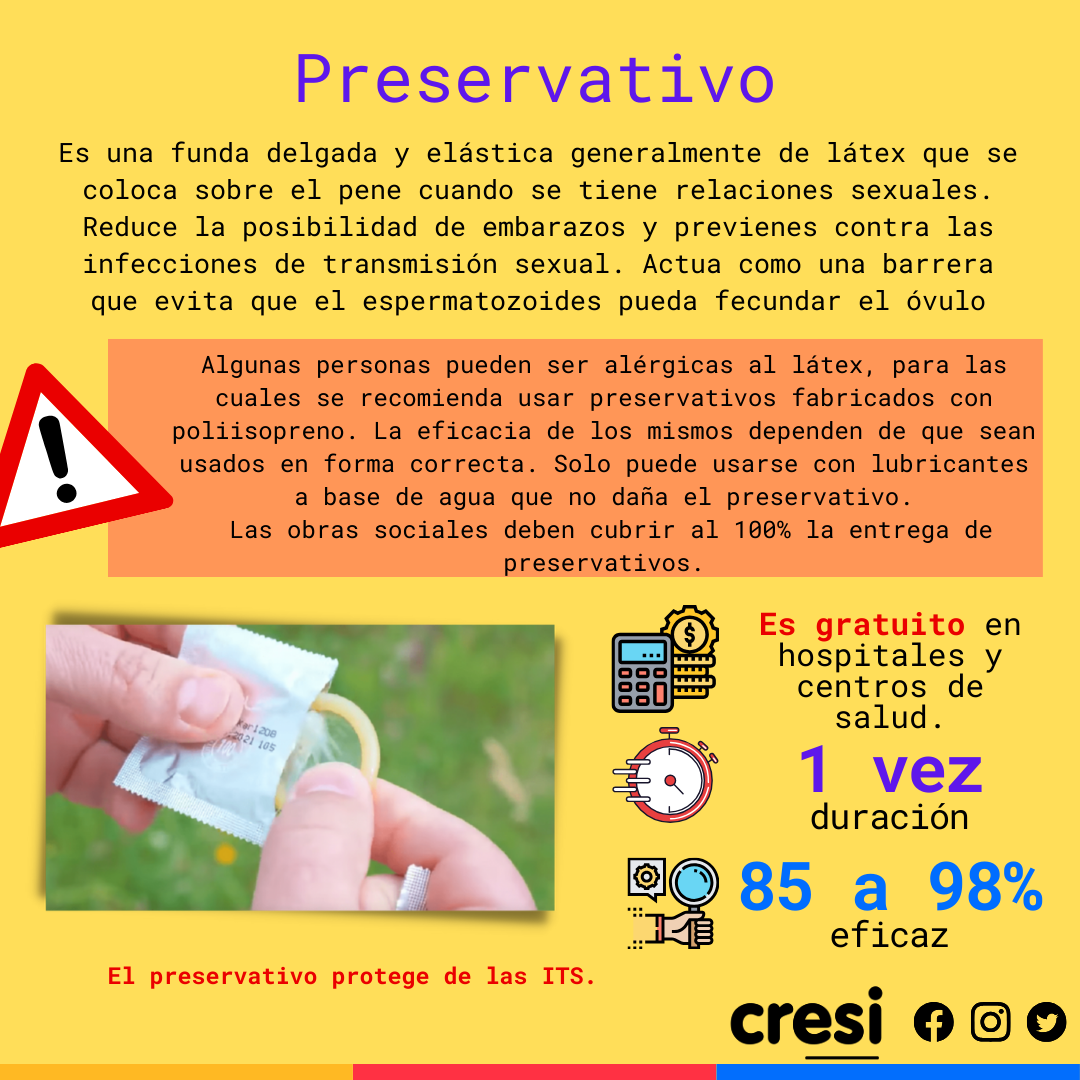 Preservativo
Es una funda delgada y elástica generalmente de látex que se
coloca sobre el pene cuando se tiene relaciones sexuales.
Reduce la posibilidad de embarazos y previenes contra las
infecciones de transmisión sexual. Actua como una barrera
que evita que el espermatozoides pueda fecundar el óvulo
Algunas personas pueden ser alérgicas al látex, para las
cuales se recomienda usar preservativos fabricados con
poliisopreno. La eficacia de los mismos dependen de que sean
usados en forma correcta. Solo puede usarse con lubricantes
a base de agua que no daña el preservativo.
Las obras sociales deben cubrir al 100% la entrega de
preservativos.
Es gratuito en
hospitales y
centros de
salud.
1 vez
duración
85 a 98%
eficaz
El preservativo protege de las ITS.
cresi